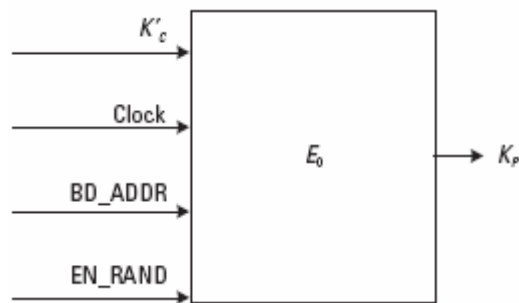 K'c
Clock
BD_ADDR
EN_RAND
E0
KP